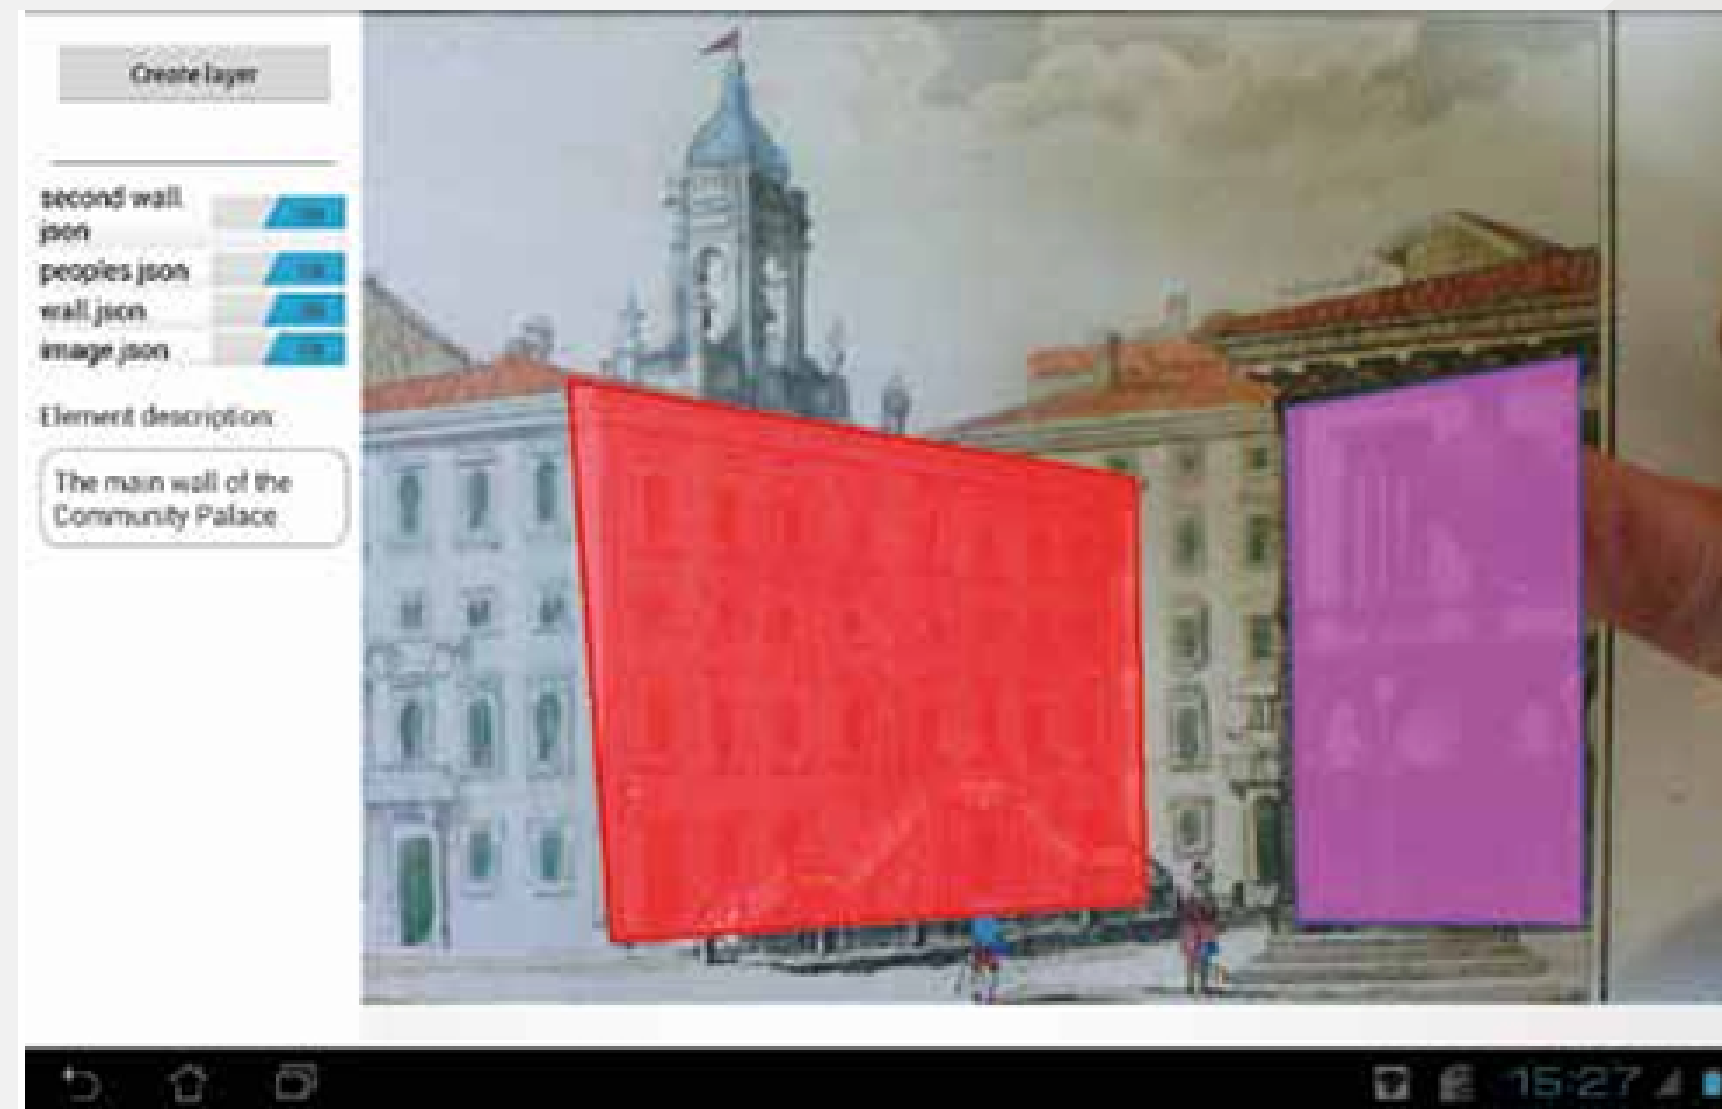 Create layer
second wall
json
peoples.json
wall.json
image.json
Element description:
The main wall of the
Community Palace
15:27